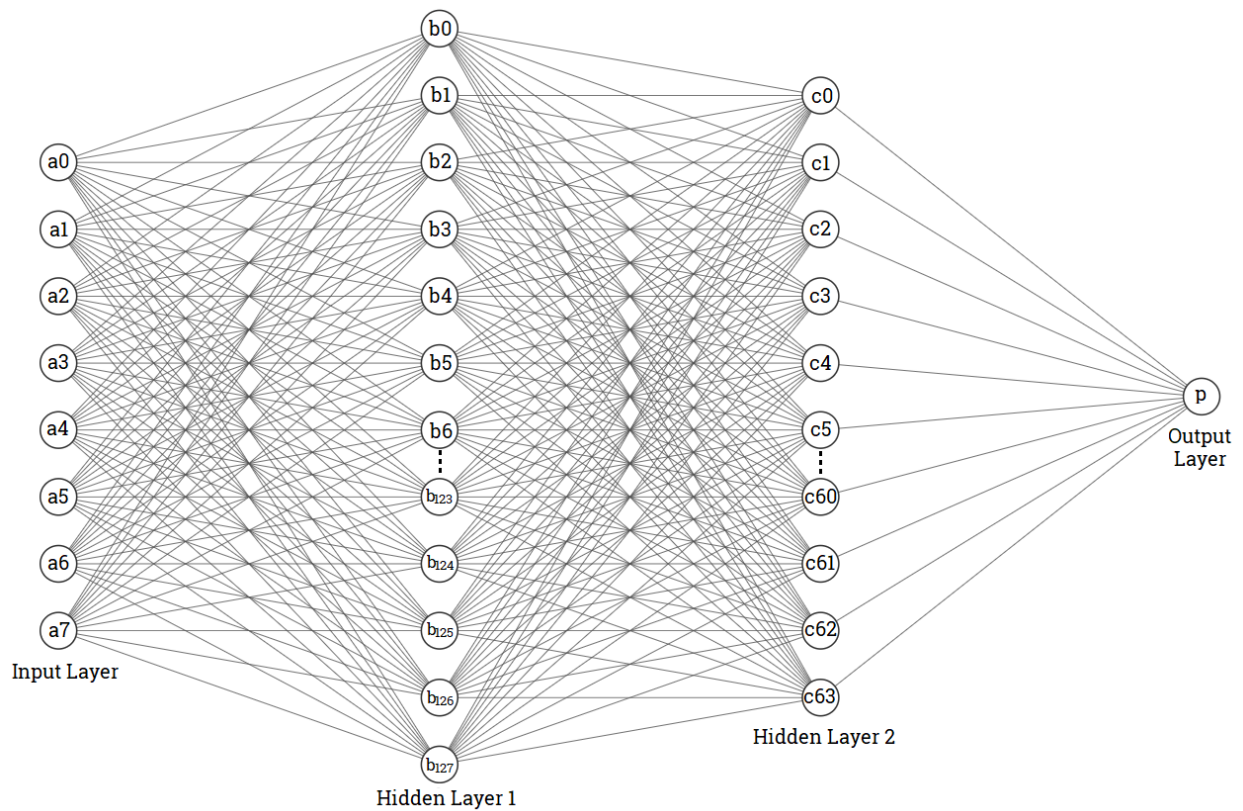 a0
a1
a2
a3
a4
a5
a6
a7
Input Layer
b0
b1
b2
b3
b4
b5
b6
b123
b124
b125
b126
b127
Hidden Layer 1
c0
c1
c2
c3
c4
c5
c60
c61
c62
c63
Hidden Layer 2
p
Output
Layer